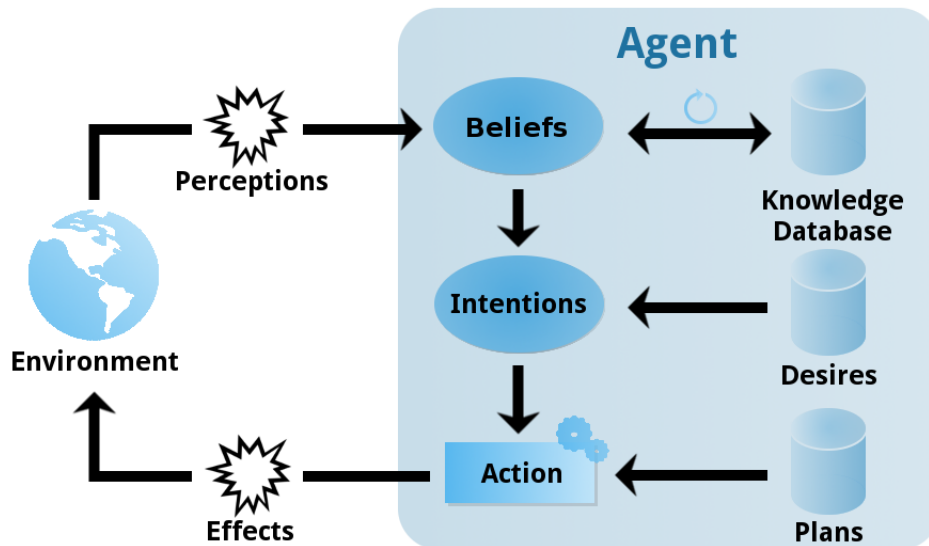 Agent
Beliefs
Perceptions
Knowledge
Database
Intentions
Environment
Desires
Action
Effects
Plans